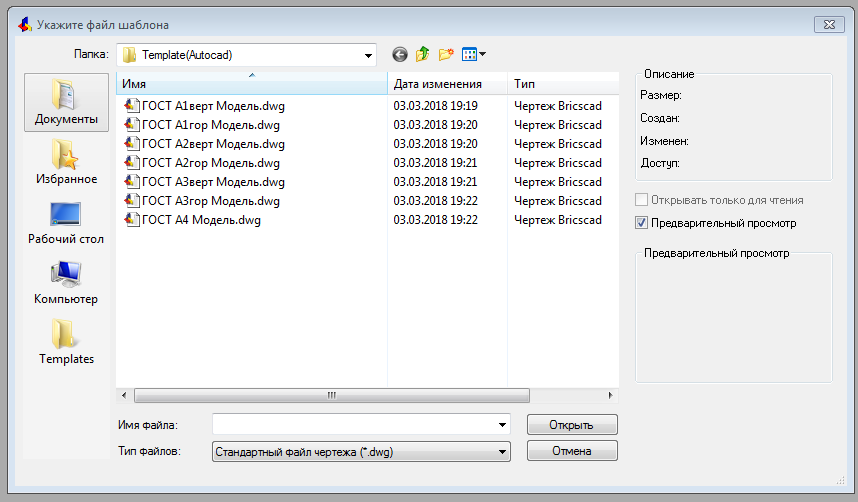 Укажите файл шаблона
Папка: Template(Autocad)
Имя Дата изменения Тип
ГОСТ А1верт Модель.dwg 03.03.2018 19:19 Чертеж Bricscad
ГОСТ А1гор Модель.dwg 03.03.2018 19:20 Чертеж Bricscad
ГОСТ А2верт Модель.dwg 03.03.2018 19:20 Чертеж Bricscad
ГОСТ А2гор Модель.dwg 03.03.2018 19:21 Чертеж Bricscad
ГОСТ А3верт Модель.dwg 03.03.2018 19:21 Чертеж Bricscad
ГОСТ А3гор Модель.dwg 03.03.2018 19:22 Чертеж Bricscad
ГОСТ А4 Модель.dwg 03.03.2018 19:22 Чертеж Bricscad
Документы
Избранное
Рабочий стол
Компьютер
Templates
Описание
Размер:
Создан:
Изменен:
Доступ:
Открывать только для чтения
Предварительный просмотр
Предварительный просмотр
Имя файла: Открыть
Тип файлов: Стандартный файл чертежа (*.dwg) Отмена